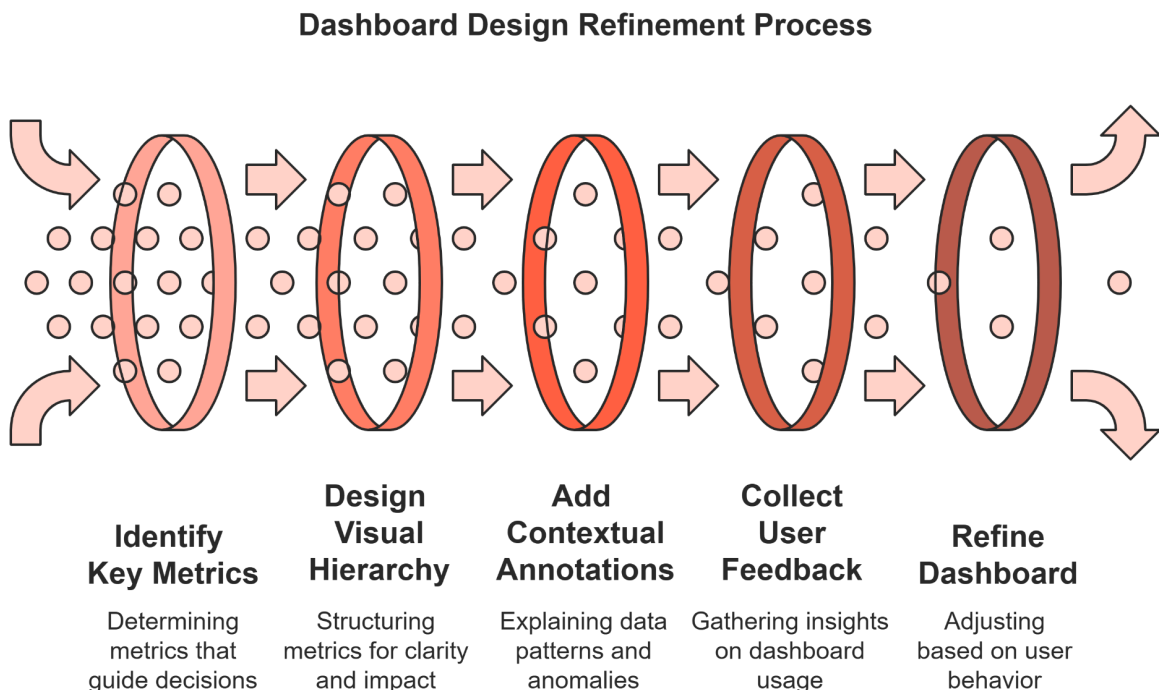 Dashboard Design Refinement Process
Identify
Key Metrics
Determining
metrics that
guide decisions
Design
Visual
Hierarchy
Structuring
metrics for clarity
and impact
Add
Contextual
Annotations
Explaining data
patterns and
anomalies
Collect
User
Feedback
Gathering insights
on dashboard
usage
Refine
Dashboard
Adjusting
based on user
behavior